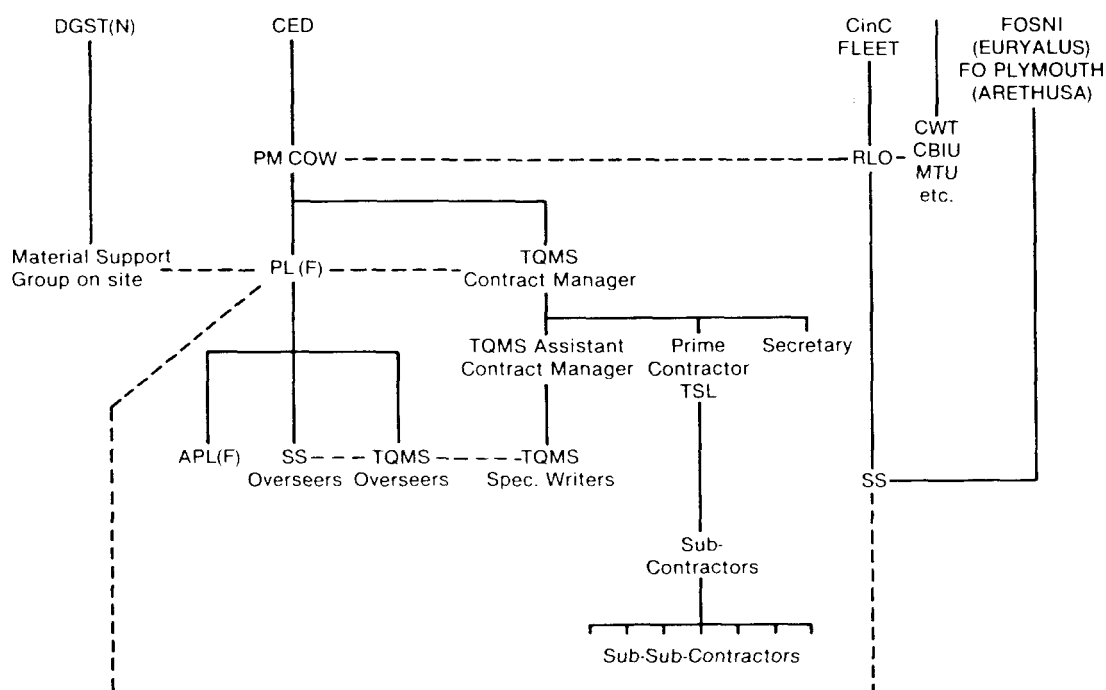 DGST(N)
CED
CinC
FLEET
FOSNI
(EURYALUS)
FO PLYMOUTH
(ARETHUSA)
PM COW
RLO
CWT
CBIU
MTU
etc.
Material Support
Group on site
PL(F)
TQMS
Contract Manager
TQMS Assistant
Contract Manager
Prime
Contractor
TSL
Secretary
APL(F)
SS
Overseers
TQMS
Overseers
TQMS
Spec. Writers
SS
Sub-
Contractors
Sub-Sub-Contractors